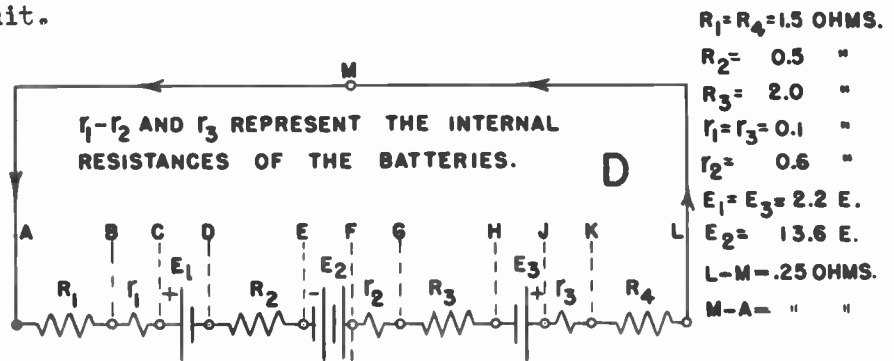 uit.
M
r₁-r₂ AND r₃ REPRESENT THE INTERNAL
RESISTANCES OF THE BATTERIES.
D
A B C D E F G H J K L
R₁ r₁ + E₁ R₂ - E₂ r₂ R₃ E₃ + r₃ R₄
R₁=R₄=1.5 OHMS.
R₂= 0.5 "
R₃= 2.0 "
r₁=r₃=0.1 "
r₂= 0.6 "
E₁=E₃=2.2 E.
E₂= 13.6 E.
L-M=.25 OHMS.
M-A= " "